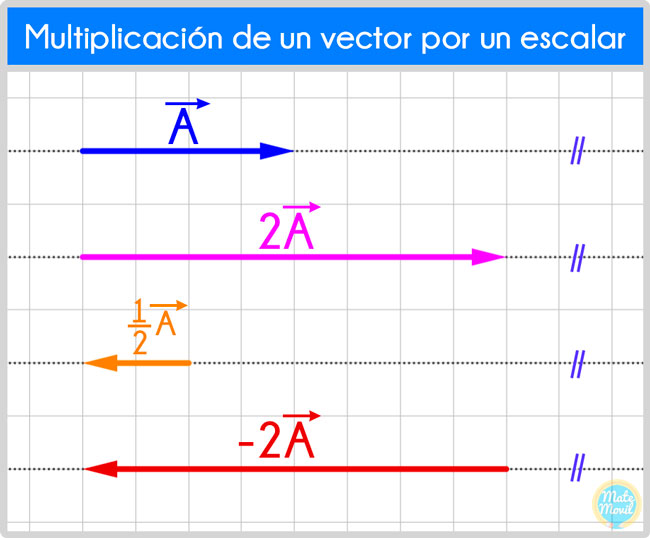 Multiplicación de un vector por un escalar
A
//
2A
//
1/2 A
//
-2A
//
Mate
Movil